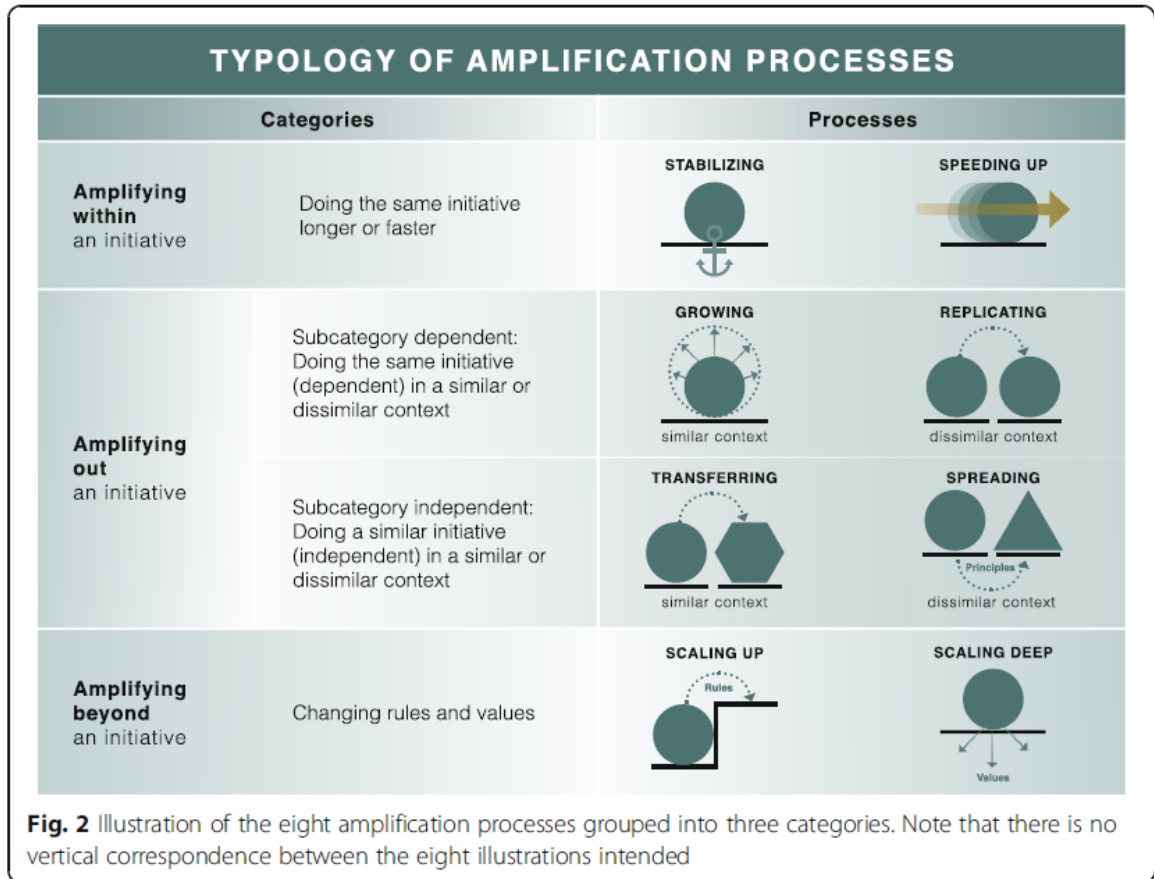 TYPOLOGY OF AMPLIFICATION PROCESSES
Categories
Processes
Amplifying
within
an initiative
Doing the same initiative
longer or faster
STABILIZING
SPEEDING UP
Amplifying
out
an initiative
Subcategory dependent:
Doing the same initiative
(dependent) in a similar or
dissimilar context
GROWING
similar context
REPLICATING
dissimilar context
Subcategory independent:
Doing a similar initiative
(independent) in a similar or
dissimilar context
TRANSFERRING
similar context
SPREADING
Principles
dissimilar context
Amplifying
beyond
an initiative
Changing rules and values
SCALING UP
Rules
SCALING DEEP
Values
Fig. 2 Illustration of the eight amplification processes grouped into three categories. Note that there is no
vertical correspondence between the eight illustrations intended